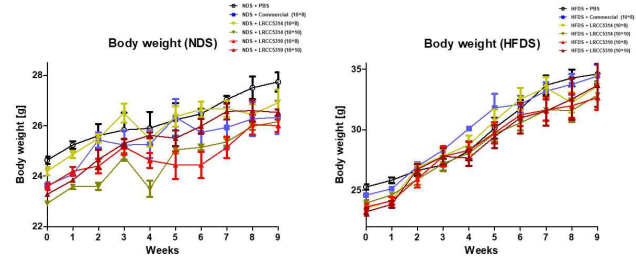 NDS + PBS
NDS + Commercial (10^8)
NDS + LRCC5314 (10^8)
NDS + LRCC5314 (10^10)
NDS + LRCC5310 (10^8)
NDS + LRCC5310 (10^10)
Body weight (NDS)
Body weight [g]
28
26
24
22
0 1 2 3 4 5 6 7 8 9
Weeks
HFDS + PBS
HFDS + Commercial (10^8)
HFDS + LRCC5314 (10^8)
HFDS + LRCC5314 (10^10)
HFDS + LRCC5310 (10^8)
HFDS + LRCC5310 (10^10)
Body weight (HFDS)
Body weight [g]
35
30
25
0 1 2 3 4 5 6 7 8 9
Weeks